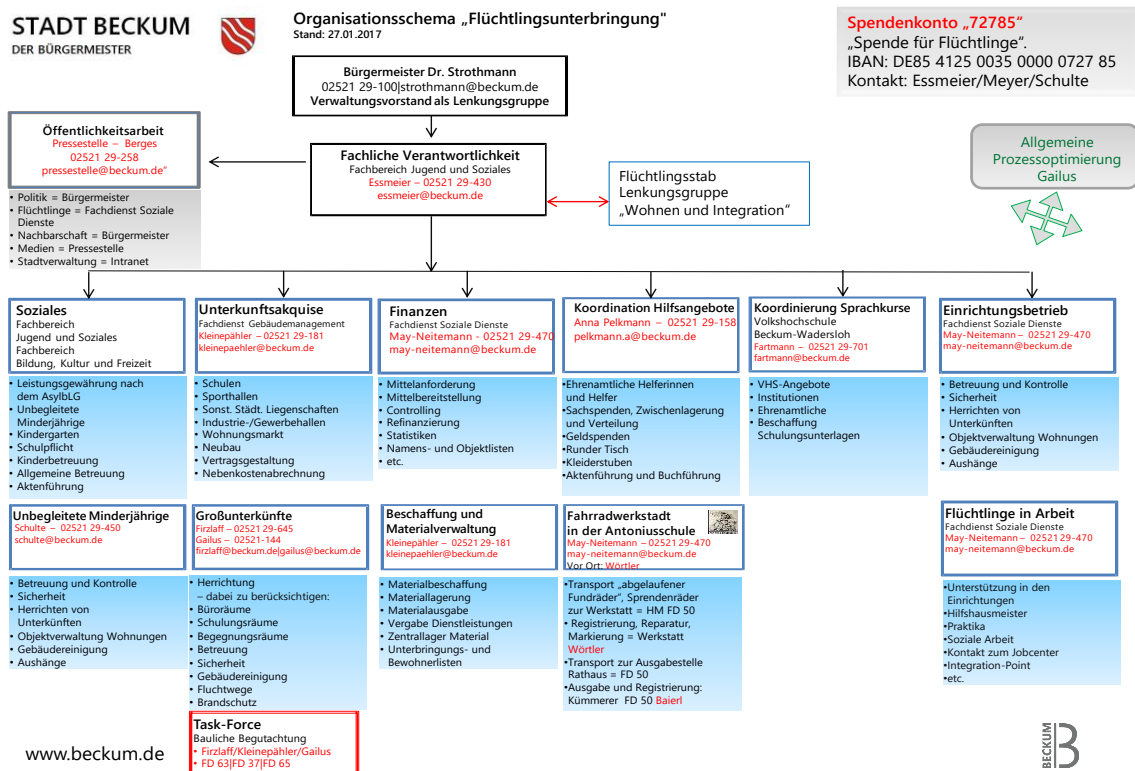 STADT BECKUM
DER BÜRGERMEISTER
Organisationsschema „Flüchtlingsunterbringung"
Stand: 27.01.2017
Spendenkonto „72785“
„Spende für Flüchtlinge“.
IBAN: DE85 4125 0035 0000 0727 85
Kontakt: Essmeier/Meyer/Schulte
Bürgermeister Dr. Strothmann
02521 29-100|strothmann@beckum.de
Verwaltungsvorstand als Lenkungsgruppe
Öffentlichkeitsarbeit
Pressestelle – Berges
02521 29-258
pressestelle@beckum.de“
• Politik = Bürgermeister
• Flüchtlinge = Fachdienst Soziale
Dienste
• Nachbarschaft = Bürgermeister
• Medien = Pressestelle
• Stadtverwaltung = Intranet
Fachliche Verantwortlichkeit
Fachbereich Jugend und Soziales
Essmeier – 02521 29-430
essmeier@beckum.de
Flüchtlingsstab
Lenkungsgruppe
„Wohnen und Integration“
Allgemeine
Prozessoptimierung
Gailus
Soziales
Fachbereich
Jugend und Soziales
Fachbereich
Bildung, Kultur und Freizeit
• Leistungsgewährung nach
dem AsylbLG
• Unbegleitete
Minderjährige
• Kindergarten
• Schulpflicht
• Kinderbetreuung
• Allgemeine Betreuung
• Aktenführung
Unterkunftsakquise
Fachdienst Gebäudemanagement
Kleinepähler – 02521 29-181
kleinepaehler@beckum.de
• Schulen
• Sporthallen
• Sonst. Städt. Liegenschaften
• Industrie-/Gewerbehallen
• Wohnungsmarkt
• Neubau
• Vertragsgestaltung
• Nebenkostenabrechnung
Finanzen
Fachdienst Soziale Dienste
May-Neitemann - 02521 29-470
may-neitemann@beckum.de
• Mittelanforderung
• Mittelbereitstellung
• Controlling
• Refinanzierung
• Statistiken
• Namens- und Objektlisten
• etc.
Koordination Hilfsangebote
Anna Pelkmann – 02521 29-158
pelkmann.a@beckum.de
•Ehrenamtliche Helferinnen
und Helfer
•Sachspenden, Zwischenlagerung
und Verteilung
•Geldspenden
•Runder Tisch
•Kleiderstuben
•Aktenführung und Buchführung
Koordinierung Sprachkurse
Volkshochschule
Beckum-Wadersloh
Fartmann – 02521 29-701
fartmann@beckum.de
• VHS-Angebote
• Institutionen
• Ehrenamtliche
• Beschaffung
Schulungsunterlagen
Einrichtungsbetrieb
Fachdienst Soziale Dienste
May-Neitemann – 02521 29-470
may-neitemann@beckum.de
• Betreuung und Kontrolle
• Sicherheit
• Herrichten von
Unterkünften
• Objektverwaltung Wohnungen
• Gebäudereinigung
• Aushänge
Unbegleitete Minderjährige
Schulte – 02521 29-450
schulte@beckum.de
• Betreuung und Kontrolle
• Sicherheit
• Herrichten von
Unterkünften
• Objektverwaltung Wohnungen
• Gebäudereinigung
• Aushänge
Großunterkünfte
Firzlaff – 02521 29-645
Gailus – 02521-144
firzlaff@beckum.de|gailus@beckum.de
• Herrichtung
– dabei zu berücksichtigen:
• Büroräume
• Schulungsräume
• Begegnungsräume
• Betreuung
• Sicherheit
• Gebäudereinigung
• Fluchtwege
• Brandschutz
Task-Force
Bauliche Begutachtung
• Firzlaff/Kleinepähler/Gailus
• FD 63|FD 37|FD 65
Beschaffung und
Materialverwaltung
Kleinepähler – 02521 29-181
kleinepaehler@beckum.de
• Materialbeschaffung
• Materiallagerung
• Materialausgabe
• Vergabe Dienstleistungen
• Zentrallager Material
• Unterbringungs- und
Bewohnerlisten
Fahrradwerkstadt
in der Antoniusschule
May-Neitemann – 02521 29-470
may-neitemann@beckum.de
Vor Ort: Wörtler
•Transport „abgelaufener
Fundräder”, Sprendenräder
zur Werkstatt = HM FD 50
• Registrierung, Reparatur,
Markierung = Werkstatt
Wörtler
•Transport zur Ausgabestelle
Rathaus = FD 50
•Ausgabe und Registrierung:
Kümmerer FD 50 Baierl
Flüchtlinge in Arbeit
Fachdienst Soziale Dienste
May-Neitemann – 02521 29-470
may-neitemann@beckum.de
•Unterstützung in den
Einrichtungen
•Hilfshausmeister
•Praktika
•Soziale Arbeit
•Kontakt zum Jobcenter
•Integration-Point
•etc.
www.beckum.de
BECKUM
B